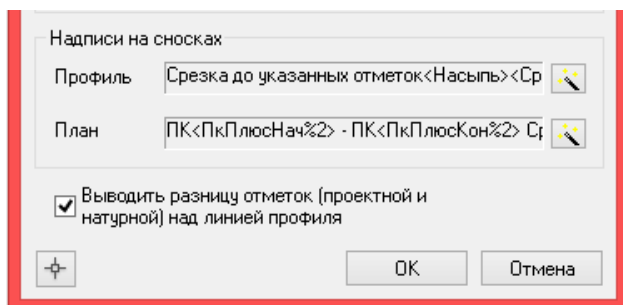 Надписи на сносках
Профиль Срезка до указанных отметок<Насыпь><Ср
План ПК<ПкПлюсНач%2> - ПК<ПкПлюсКон%2> Ср
Выводить разницу отметок (проектной и
натурной) над линией профиля
OK Отмена